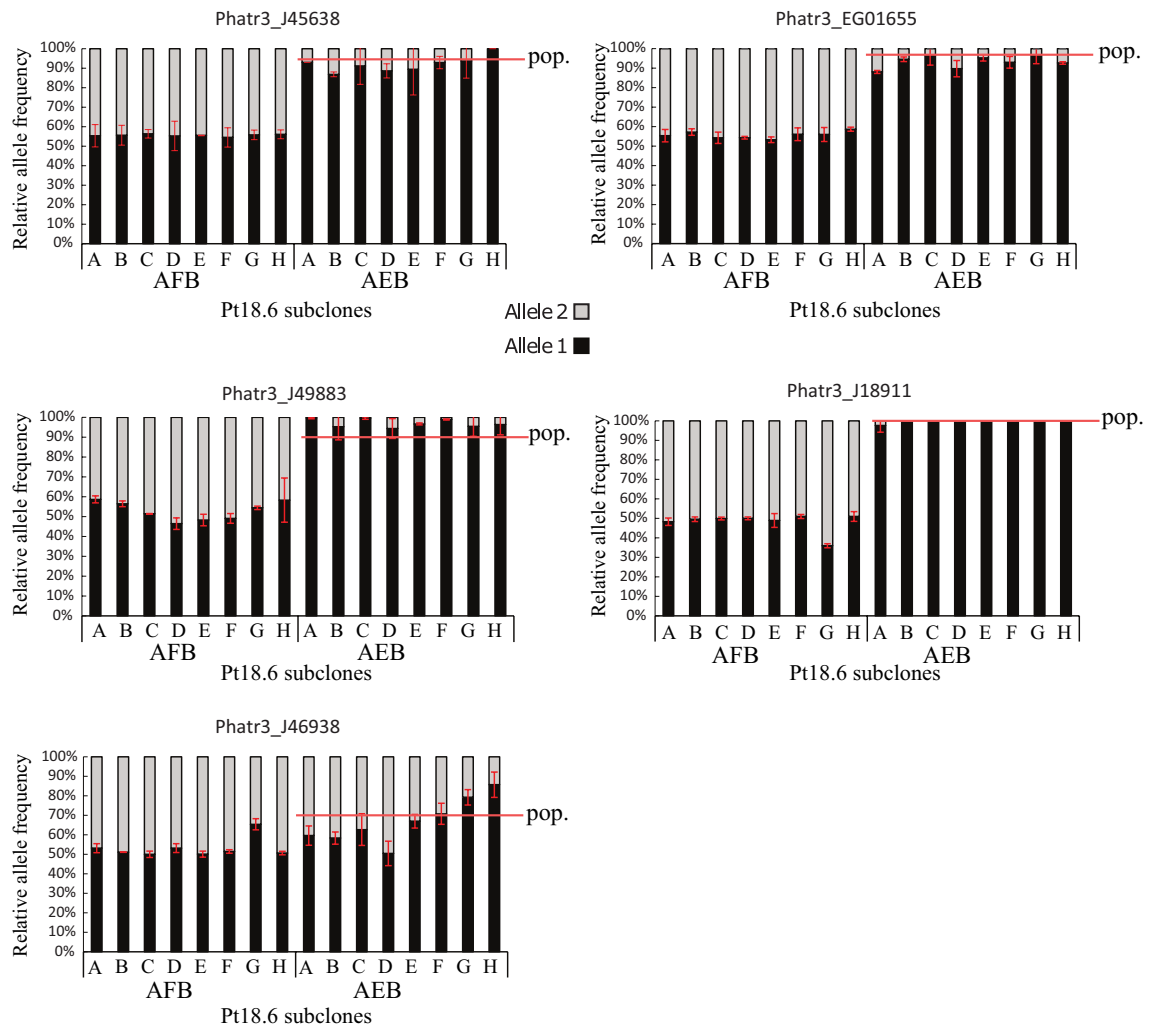 Phatr3_J45638
Relative allele frequency
100%
90%
80%
70%
60%
50%
40%
30%
20%
10%
0%
pop.
A B C D E F G H A B C D E F G H
AFB AEB
Pt18.6 subclones
Phatr3_EG01655
Relative allele frequency
100%
90%
80%
70%
60%
50%
40%
30%
20%
10%
0%
pop.
A B C D E F G H A B C D E F G H
AFB AEB
Pt18.6 subclones
Allele 2
Allele 1
Phatr3_J49883
Relative allele frequency
100%
90%
80%
70%
60%
50%
40%
30%
20%
10%
0%
pop.
A B C D E F G H A B C D E F G H
AFB AEB
Pt18.6 subclones
Phatr3_J18911
Relative allele frequency
100%
90%
80%
70%
60%
50%
40%
30%
20%
10%
0%
pop.
A B C D E F G H A B C D E F G H
AFB AEB
Pt18.6 subclones
Phatr3_J46938
Relative allele frequency
100%
90%
80%
70%
60%
50%
40%
30%
20%
10%
0%
pop.
A B C D E F G H A B C D E F G H
AFB AEB
Pt18.6 subclones